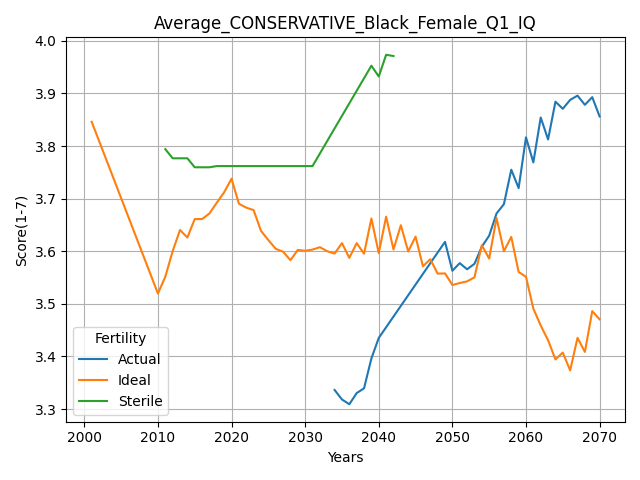 Average_CONSERVATIVE_Black_Female_Q1_IQ
Score(1-7)
4.0
3.9
3.8
3.7
3.6
3.5
3.4
3.3
Fertility
Actual
Ideal
Sterile
2000 2010 2020 2030 2040 2050 2060 2070
Years